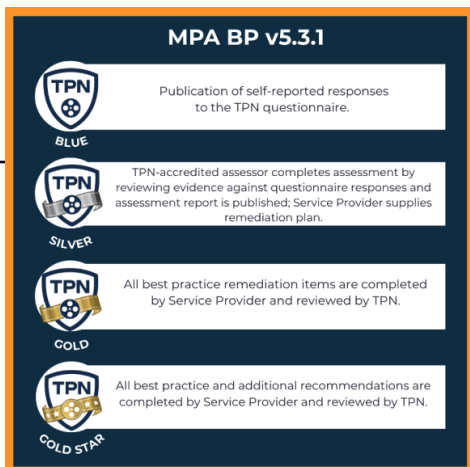 MPA BP v5.3.1
TPN
BLUE
Publication of self-reported responses
to the TPN questionnaire.
TPN
SILVER
TPN-accredited assessor completes assessment by
reviewing evidence against questionnaire responses and
assessment report is published; Service Provider supplies
remediation plan.
TPN
GOLD
All best practice remediation items are completed
by Service Provider and reviewed by TPN.
TPN
GOLD STAR
All best practice and additional recommendations are
completed by Service Provider and reviewed by TPN.